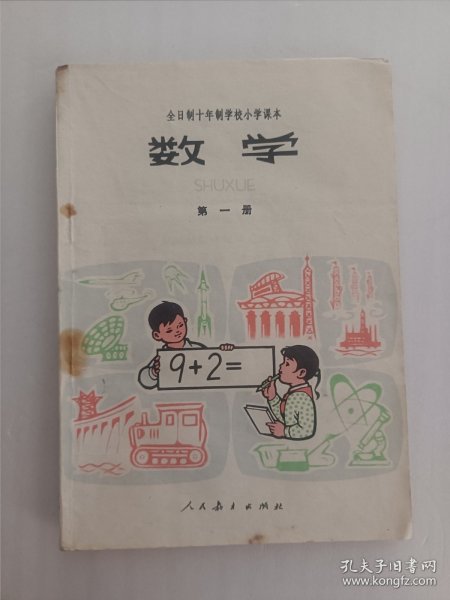 全日制十年制学校小学课本
数学
SHUXUE
第一册
9+2=
人民教育出版社
孔夫子旧书网
www.kongfz.com